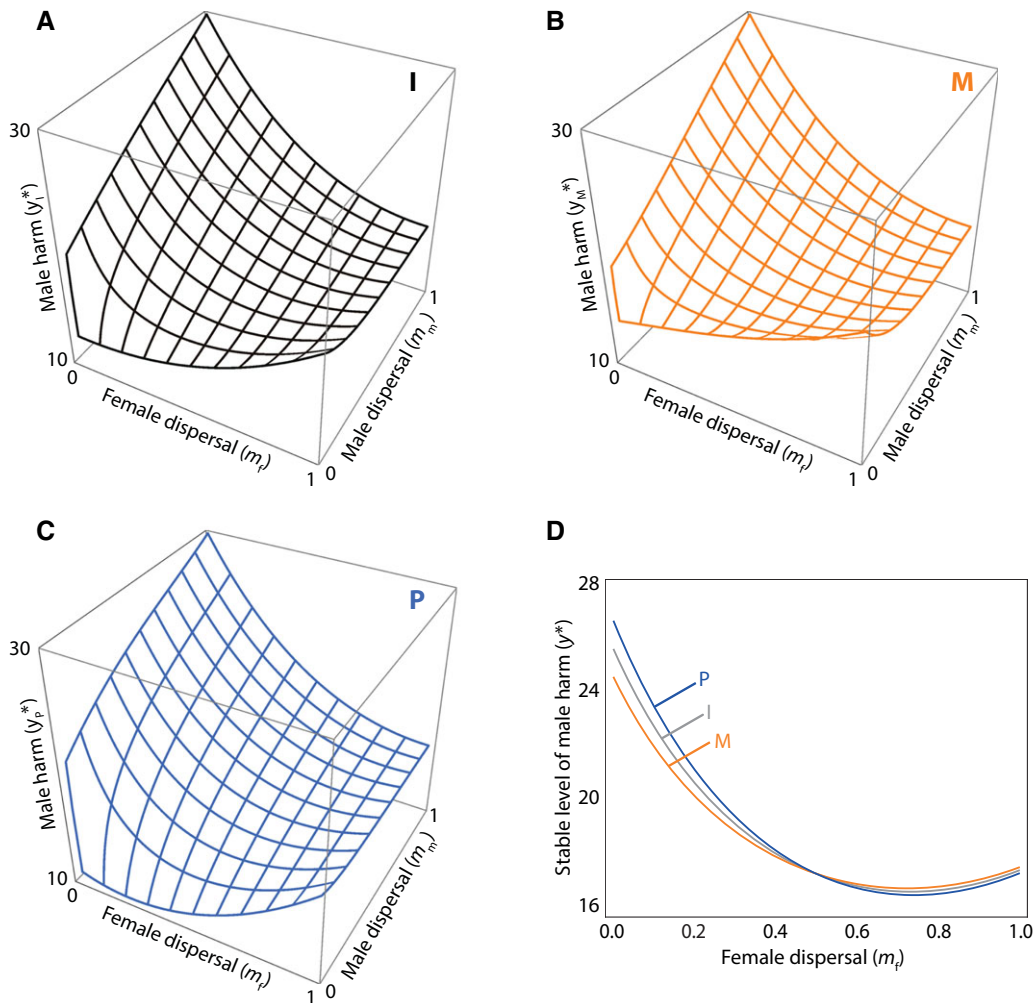 A
I
30
Male harm (y_I*)
10
0
Female dispersal (m_f)
1
0
Male dispersal (m_m)
1
B
M
30
Male harm (y_M*)
10
0
Female dispersal (m_f)
1
0
Male dispersal (m_m)
1
C
P
30
Male harm (y_P*)
10
0
Female dispersal (m_f)
1
0
Male dispersal (m_m)
1
D
Stable level of male harm (y*)
28
24
20
16
P
I
M
0.0
0.2
0.4
0.6
0.8
1.0
Female dispersal (m_f)